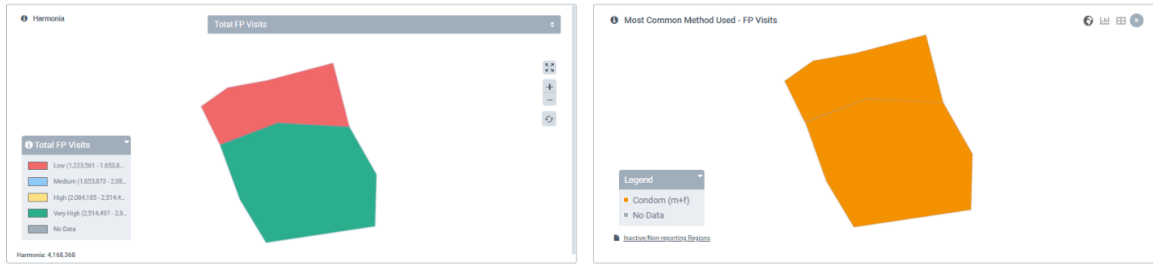 Harmonia
Total FP Visits
Total FP Visits
Low (1,223,561 - 1,653,8...
Medium (1,653,873 - 2,08...
High (2,084,185 - 2,514,4...
Very High (2,514,497 - 2,9...
No Data
Harmonia: 4,168,368
Most Common Method Used - FP Visits
Legend
Condom (m+f)
No Data
Inactive/Non-reporting Regions